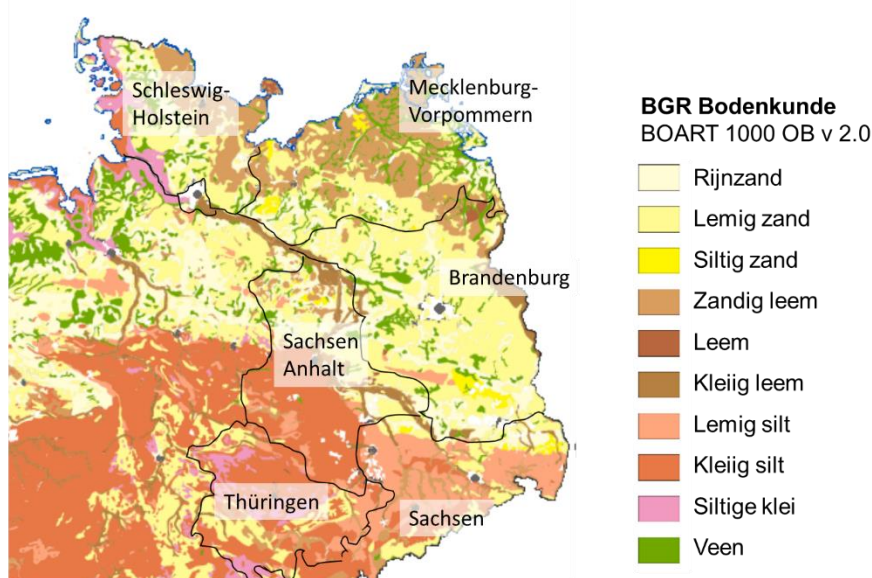 Schleswig-
Holstein
Mecklenburg-
Vorpommern
Brandenburg
Sachsen
Anhalt
Thüringen
Sachsen
BGR Bodenkunde
BOART 1000 OB v 2.0
Rijnzand
Lemig zand
Siltig zand
Zandig leem
Leem
Kleiig leem
Lemig silt
Kleiig silt
Siltige klei
Veen